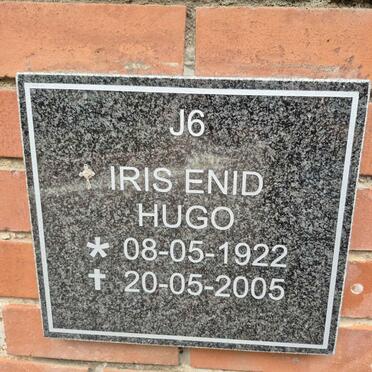 J6
IRIS ENID
HUGO
* 08-05-1922
✝ 20-05-2005